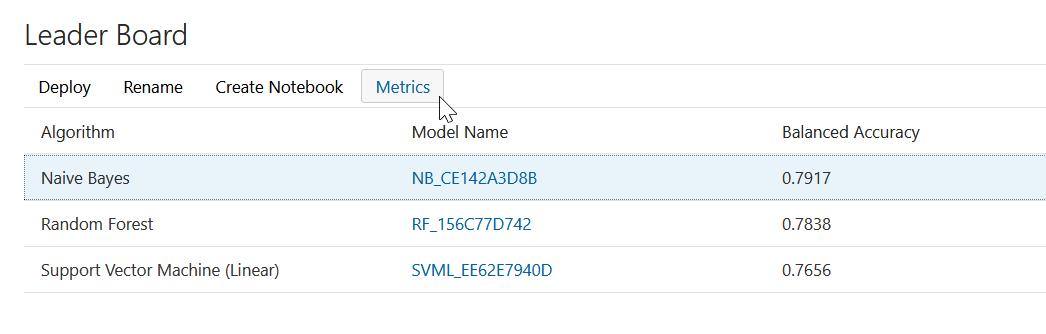 Leader Board
Deploy Rename Create Notebook Metrics
Algorithm Model Name Balanced Accuracy
Naive Bayes NB_CE142A3D8B 0.7917
Random Forest RF_156C77D742 0.7838
Support Vector Machine (Linear) SVML_EE62E7940D 0.7656